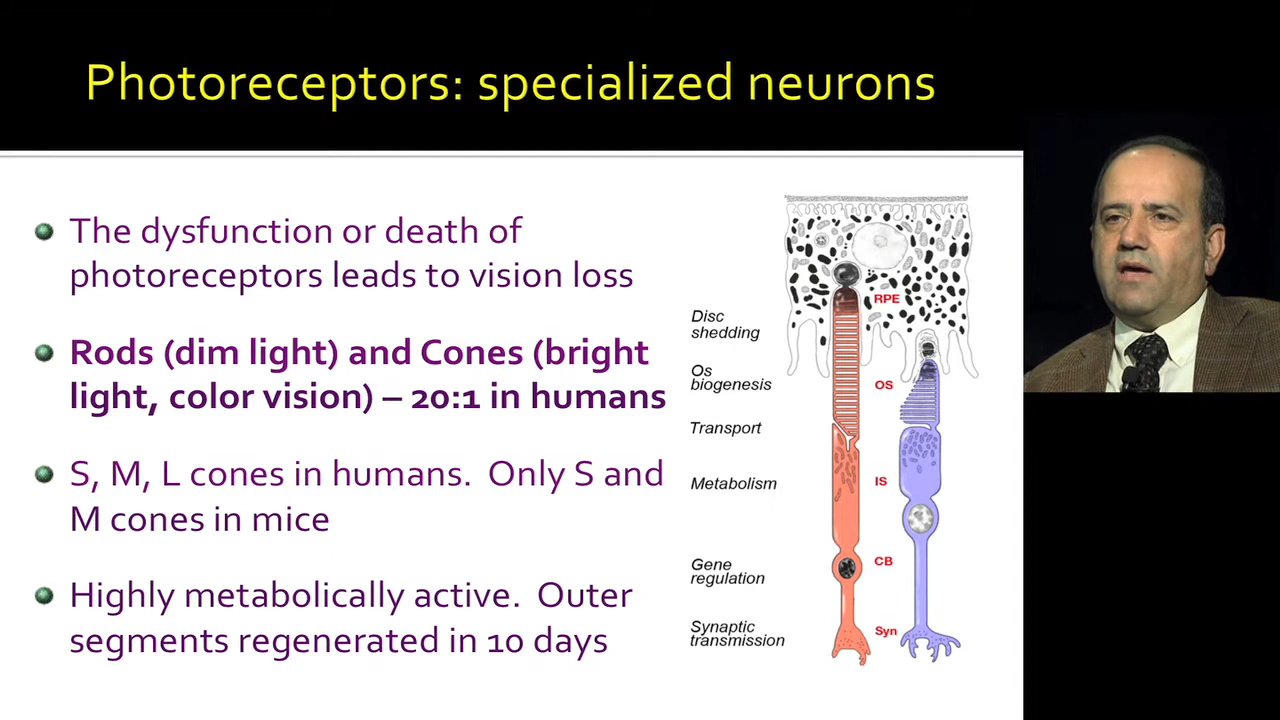 Photoreceptors: specialized neurons
The dysfunction or death of
photoreceptors leads to vision loss
Rods (dim light) and Cones (bright
light, color vision) – 20:1 in humans
S, M, L cones in humans. Only S and
M cones in mice
Highly metabolically active. Outer
segments regenerated in 10 days
RPE
Disc
shedding
Os
biogenesis
OS
Transport
Metabolism
IS
CB
Gene
regulation
Synaptic
transmission
Syn